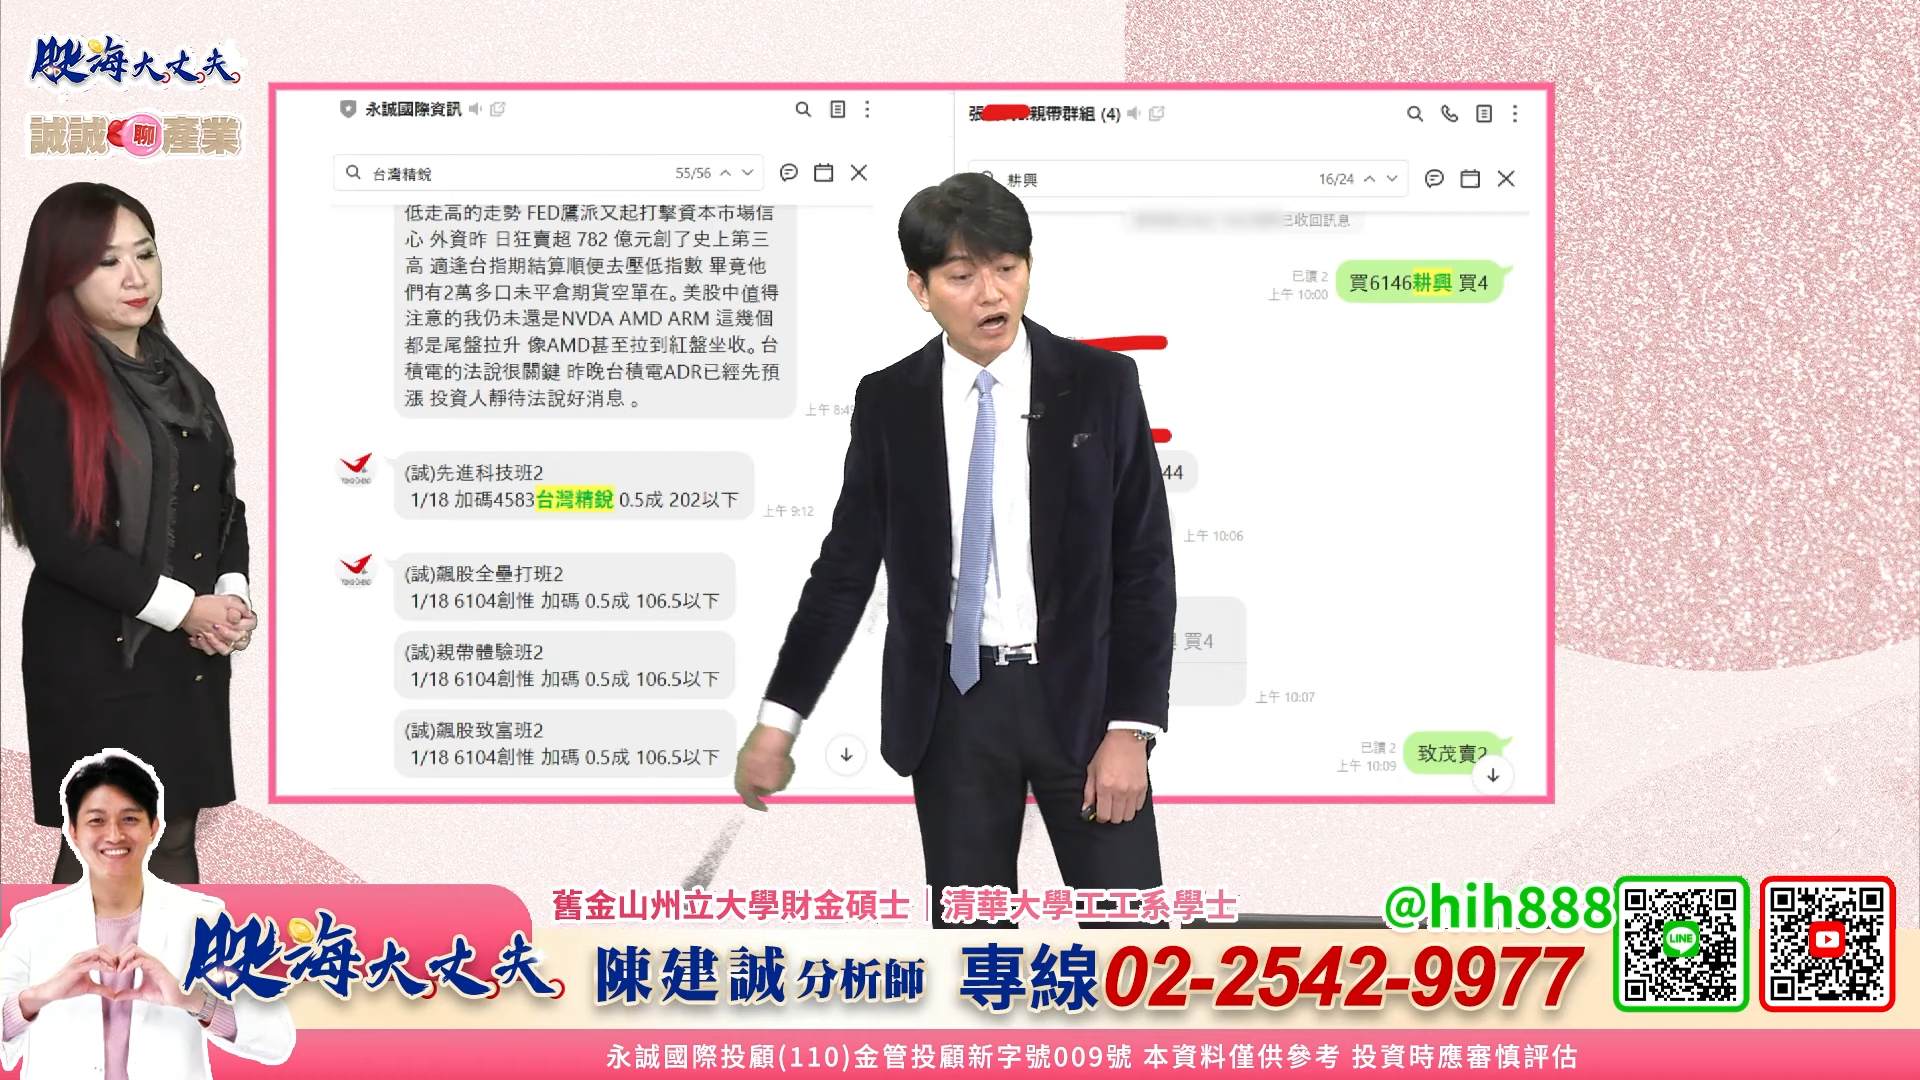 股海大丈夫
誠誠聊產業
永誠國際資訊
台灣精銳 55/56
低走高的走勢 FED鷹派又起打擊資本市場信
心 外資昨 日狂賣超 782 億元創了史上第三
高 適逢台指期結算順便去壓低指數 畢竟他
們有2萬多口未平倉期貨空單在。美股中值得
注意的我仍未還是NVDA AMD ARM 這幾個
都是尾盤拉升 像AMD甚至拉到紅盤坐收。台
積電的法說很關鍵 昨晚台積電ADR已經先預
漲 投資人靜待法說好消息 。
上午 8:49
(誠)先進科技班2
1/18 加碼4583台灣精銳 0.5成 202以下
上午 9:12
(誠)飆股全壘打班2
1/18 6104創惟 加碼 0.5成 106.5以下
(誠)親帶體驗班2
1/18 6104創惟 加碼 0.5成 106.5以下
(誠)飆股致富班2
1/18 6104創惟 加碼 0.5成 106.5以下
張 親帶群組 (4)
耕興 16/24
已收回訊息
已讀 2
上午 10:00
買6146耕興 買4
44
上午 10:06
買4
上午 10:07
已讀 2
上午 10:09
致茂賣2
舊金山州立大學財金碩士｜清華大學工工系學士
@hih888
LINE
股海大丈夫
陳建誠 分析師 專線02-2542-9977
永誠國際投顧(110)金管投顧新字號009號 本資料僅供參考 投資時應審慎評估